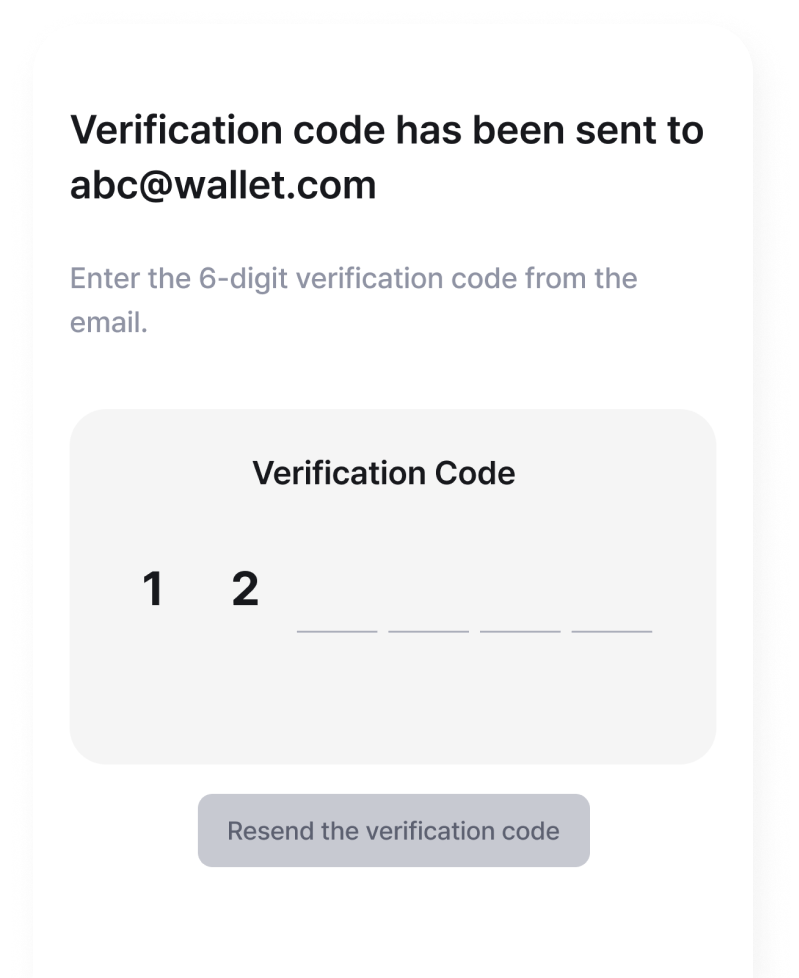 Verification code has been sent to
abc@wallet.com
Enter the 6-digit verification code from the
email.
Verification Code
1 2
Resend the verification code